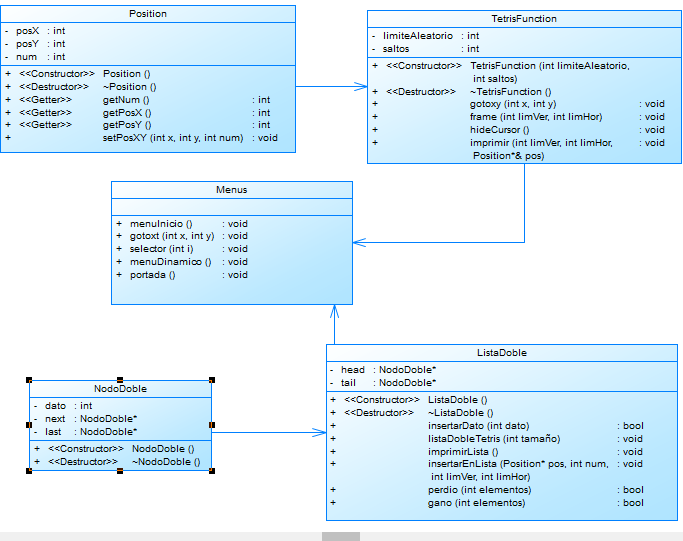 Position
- posX : int
- posY : int
- num : int
+ <<Constructor>> Position ()
+ <<Destructor>> ~Position ()
+ <<Getter>> getNum () : int
+ <<Getter>> getPosX () : int
+ <<Getter>> getPosY () : int
+ setPosXY (int x, int y, int num) : void
TetrisFunction
- limiteAleatorio : int
- saltos : int
+ <<Constructor>> TetrisFunction (int limiteAleatorio,
int saltos)
+ <<Destructor>> ~TetrisFunction ()
+ gotoxy (int x, int y) : void
+ frame (int limVer, int limHor) : void
+ hideCursor () : void
+ imprimir (int limVer, int limHor, : void
Position*& pos)
Menus
+ menuInicio () : void
+ gotoxt (int x, int y) : void
+ selector (int i) : void
+ menuDinamico () : void
+ portada () : void
NodoDoble
- dato : int
- next : NodoDoble*
- last : NodoDoble*
+ <<Constructor>> NodoDoble ()
+ <<Destructor>> ~NodoDoble ()
ListaDoble
- head : NodoDoble*
- tail : NodoDoble*
+ <<Constructor>> ListaDoble ()
+ <<Destructor>> ~ListaDoble ()
+ insertarDato (int dato) : bool
+ listaDobleTetris (int tamaño) : void
+ imprimirLista () : void
+ insertarEnLista (Position* pos, int num, : void
int limVer, int limHor)
+ perdio (int elementos) : bool
+ gano (int elementos) : bool